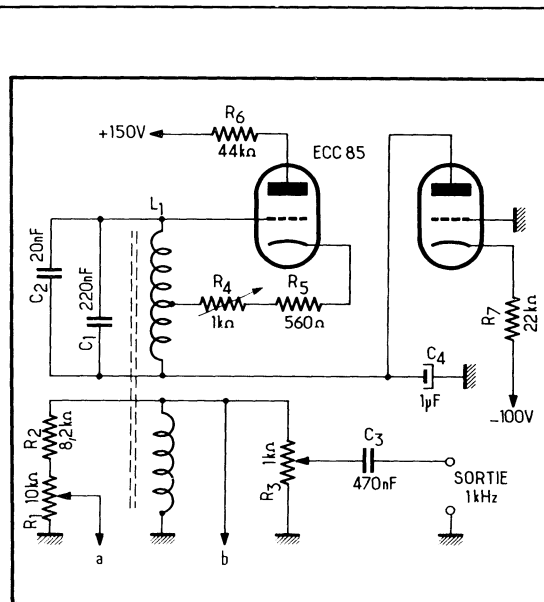 R6
+150V
44kΩ
ECC 85
L1
20nF
C2
220nF
C1
R4
1kΩ
R5
560Ω
R7
22kΩ
C4
1µF
–100V
R2
8,2kΩ
R1
10kΩ
a
b
1kΩ
R3
C3
470nF
SORTIE
1kHz